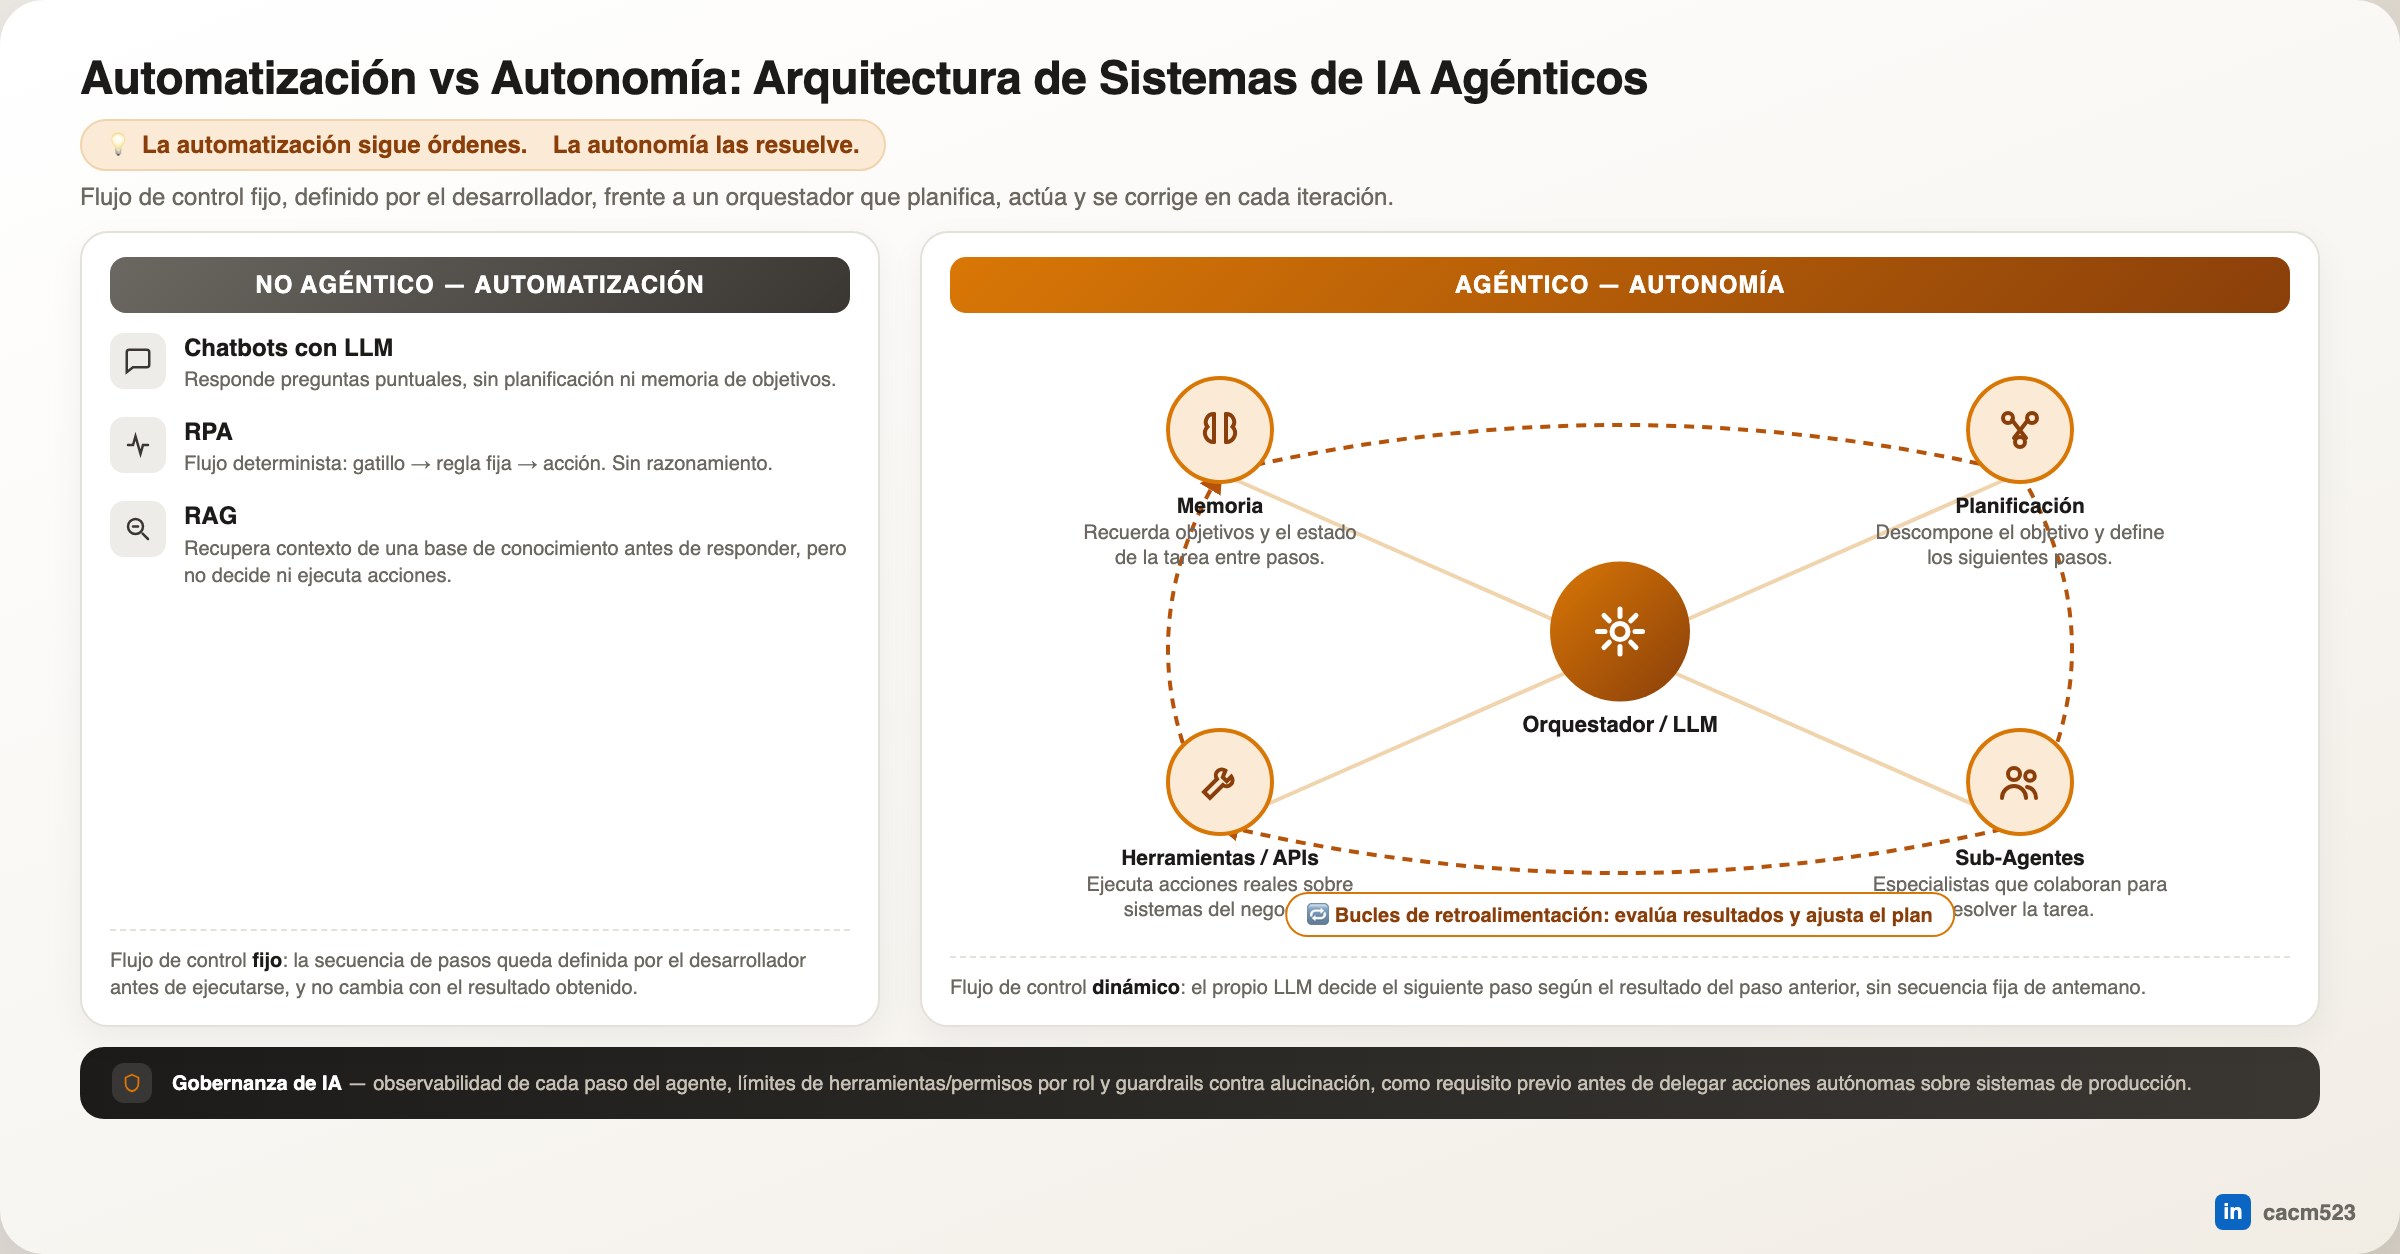 Automatización vs Autonomía: Arquitectura de Sistemas de IA Agénticos
La automatización sigue órdenes. La autonomía las resuelve.
Flujo de control fijo, definido por el desarrollador, frente a un orquestador que planifica, actúa y se corrige en cada iteración.
NO AGÉNTICO — AUTOMATIZACIÓN
Chatbots con LLM
Responde preguntas puntuales, sin planificación ni memoria de objetivos.
RPA
Flujo determinista: gatillo → regla fija → acción. Sin razonamiento.
RAG
Recupera contexto de una base de conocimiento antes de responder, pero
no decide ni ejecuta acciones.
Flujo de control fijo: la secuencia de pasos queda definida por el desarrollador
antes de ejecutarse, y no cambia con el resultado obtenido.
AGÉNTICO — AUTONOMÍA
Memoria
Recuerda objetivos y el estado
de la tarea entre pasos.
Planificación
Descompone el objetivo y define
los siguientes pasos.
Orquestador / LLM
Herramientas / APIs
Ejecuta acciones reales sobre
sistemas del nego
Sub-Agentes
Especialistas que colaboran para
esolver la tarea.
Bucles de retroalimentación: evalúa resultados y ajusta el plan
Flujo de control dinámico: el propio LLM decide el siguiente paso según el resultado del paso anterior, sin secuencia fija de antemano.
Gobernanza de IA — observabilidad de cada paso del agente, límites de herramientas/permisos por rol y guardrails contra alucinación, como requisito previo antes de delegar acciones autónomas sobre sistemas de producción.
in cacm523